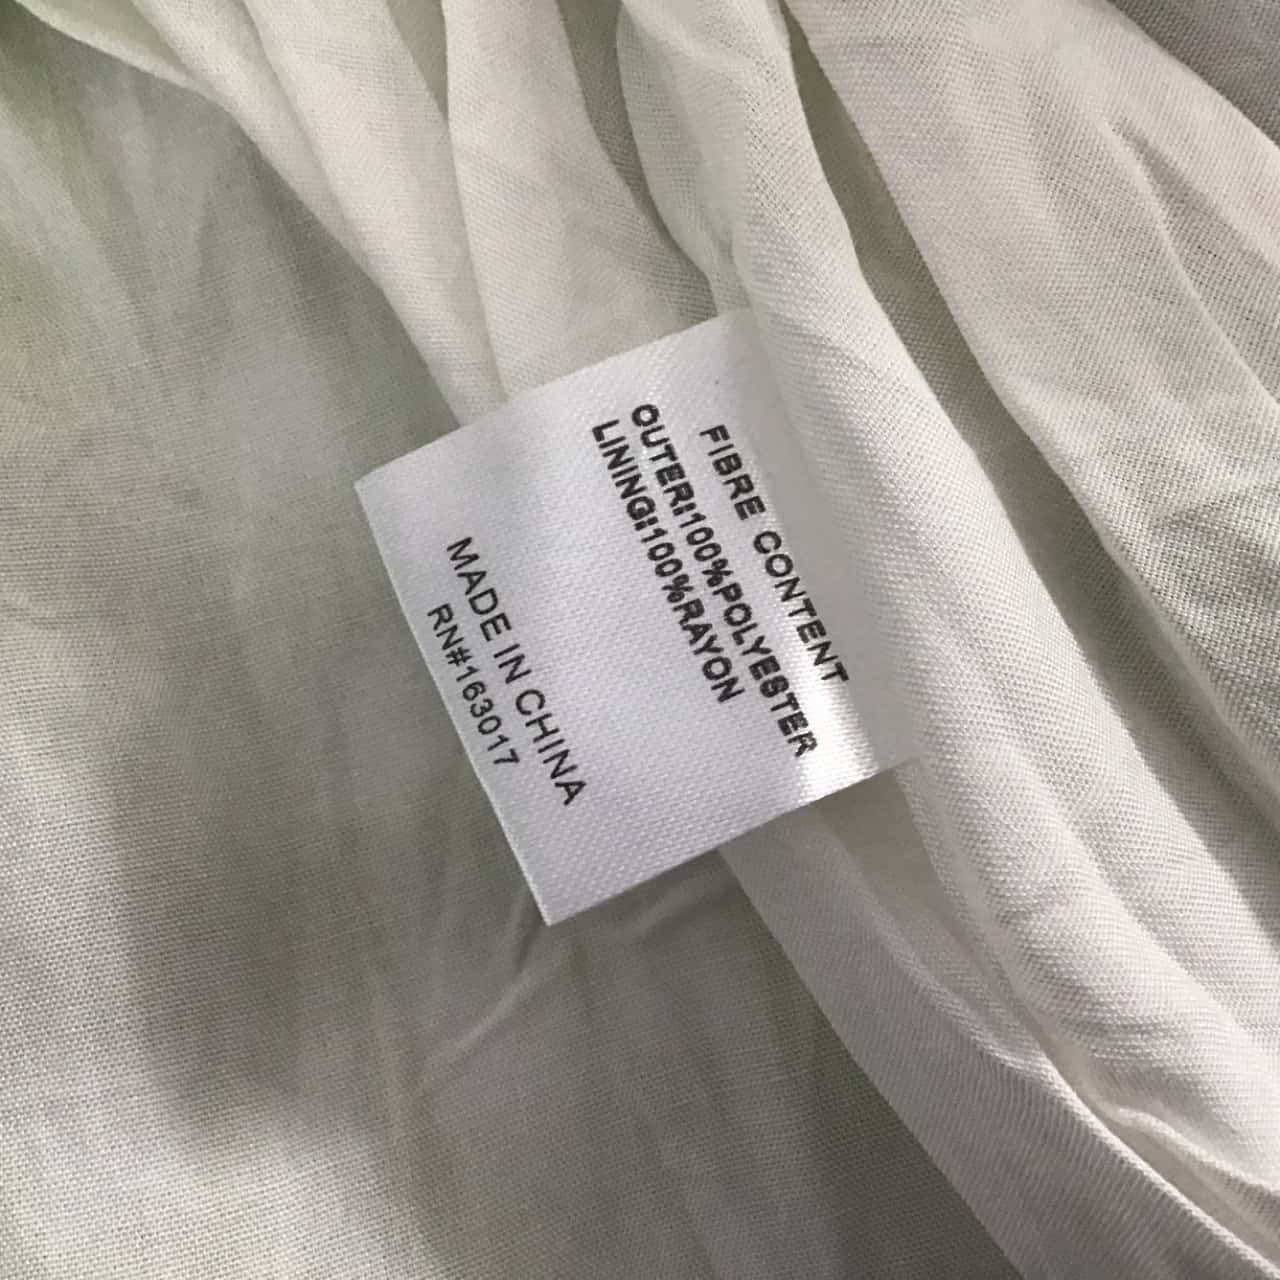 FIBRE CONTENT
OUTER:100%POLYESTER
LINING:100%RAYON
MADE IN CHINA
RN#163017